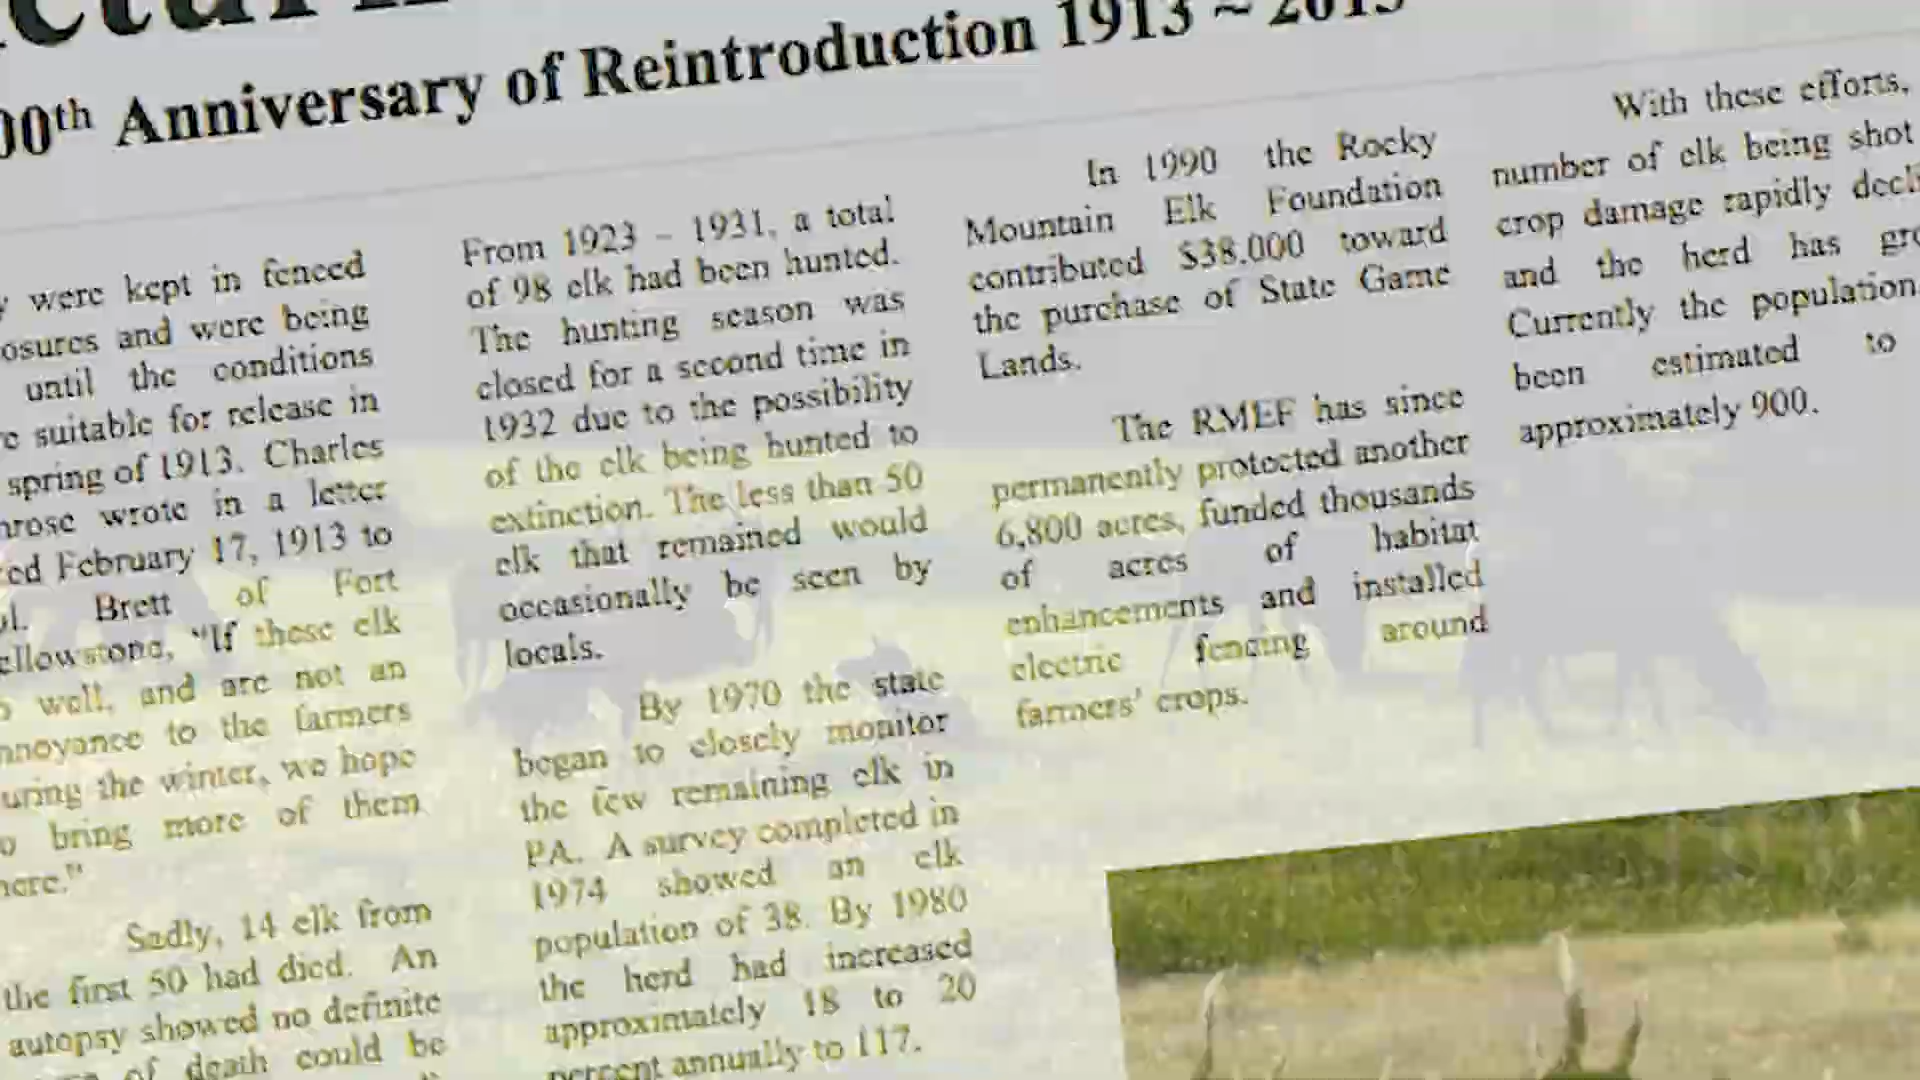 Anniversary of Reintroduction 1913 ~ 2013
were kept in fenced
and were being
until the conditions
suitable for release in
spring of 1913. Charles
wrote in a letter
February 17, 1913 to
Brett of Fort
"If these elk
well, and are not an
to the farmers
the winter, we hope
bring more of them
Sadly, 14 elk from
the first 50 had died. An
autopsy showed no definite
of death could be
From 1923 - 1931, a total
of 98 elk had been hunted.
The hunting season was
closed for a second time in
1932 due to the possibility
of the elk being hunted to
extinction. The less than 50
elk that remained would
occasionally be seen by
locals.
By 1970 the state
began to closely monitor
the few remaining elk in
PA. A survey completed in
1974 showed an elk
population of 38. By 1980
the herd had increased
approximately 18 to 20
percent annually to 117.
In 1990 the Rocky
Mountain Elk Foundation
contributed $38,000 toward
the purchase of State Game
Lands.
The RMEF has since
permanently protected another
6,800 acres, funded thousands
of acres of habitat
enhancements and installed
electric fencing around
farmers' crops.
With these efforts,
number of elk being shot
crop damage rapidly
and the herd has
Currently the population
been estimated to
approximately 900.